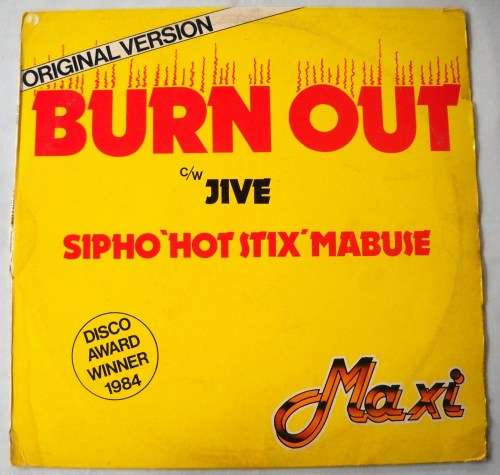 ORIGINAL VERSION
BURN OUT
c/w JIVE
SIPHO "HOT STIX" MABUSE
DISCO
AWARD
WINNER
1984
Maxi